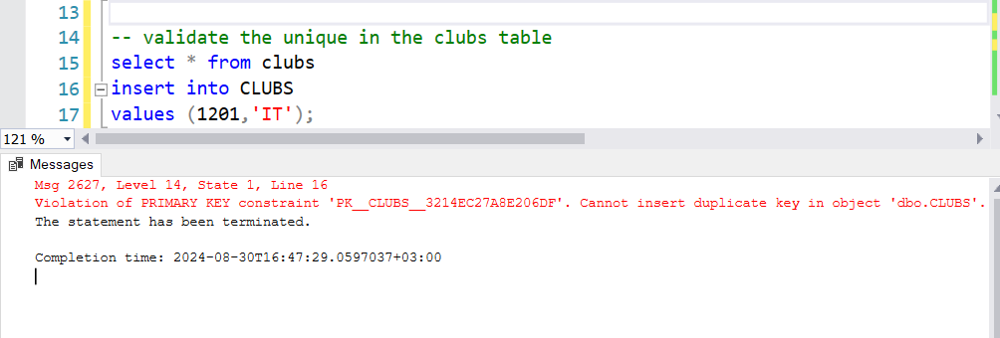 13
14 -- validate the unique in the clubs table
15 select * from clubs
16 insert into CLUBS
17 values (1201,'IT');
121 %
Messages
Msg 2627, Level 14, State 1, Line 16
Violation of PRIMARY KEY constraint 'PK__CLUBS__3214EC27A8E206DF'. Cannot insert duplicate key in object 'dbo.CLUBS'.
The statement has been terminated.
Completion time: 2024-08-30T16:47:29.0597037+03:00